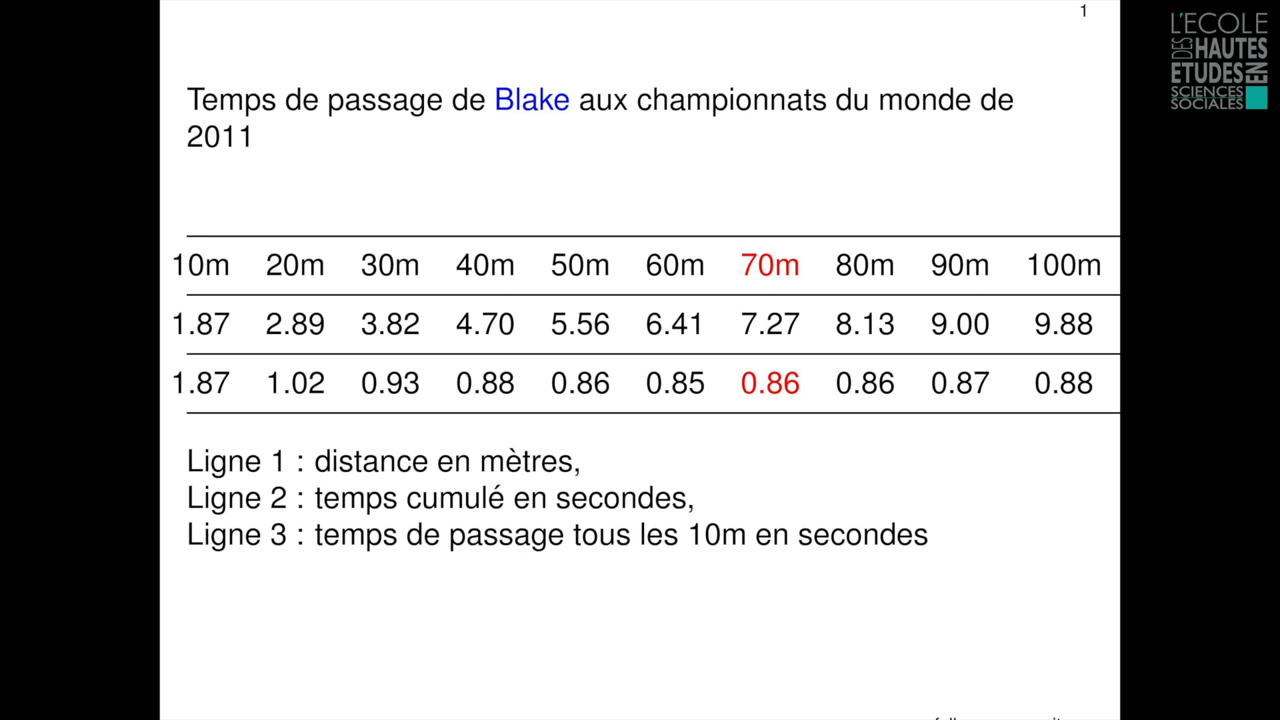 1
L'ECOLE
DES HAUTES
ETUDES EN
SCIENCES
SOCIALES
Temps de passage de Blake aux championnats du monde de
2011
10m 20m 30m 40m 50m 60m 70m 80m 90m 100m
1.87 2.89 3.82 4.70 5.56 6.41 7.27 8.13 9.00 9.88
1.87 1.02 0.93 0.88 0.86 0.85 0.86 0.86 0.87 0.88
Ligne 1 : distance en mètres,
Ligne 2 : temps cumulé en secondes,
Ligne 3 : temps de passage tous les 10m en secondes